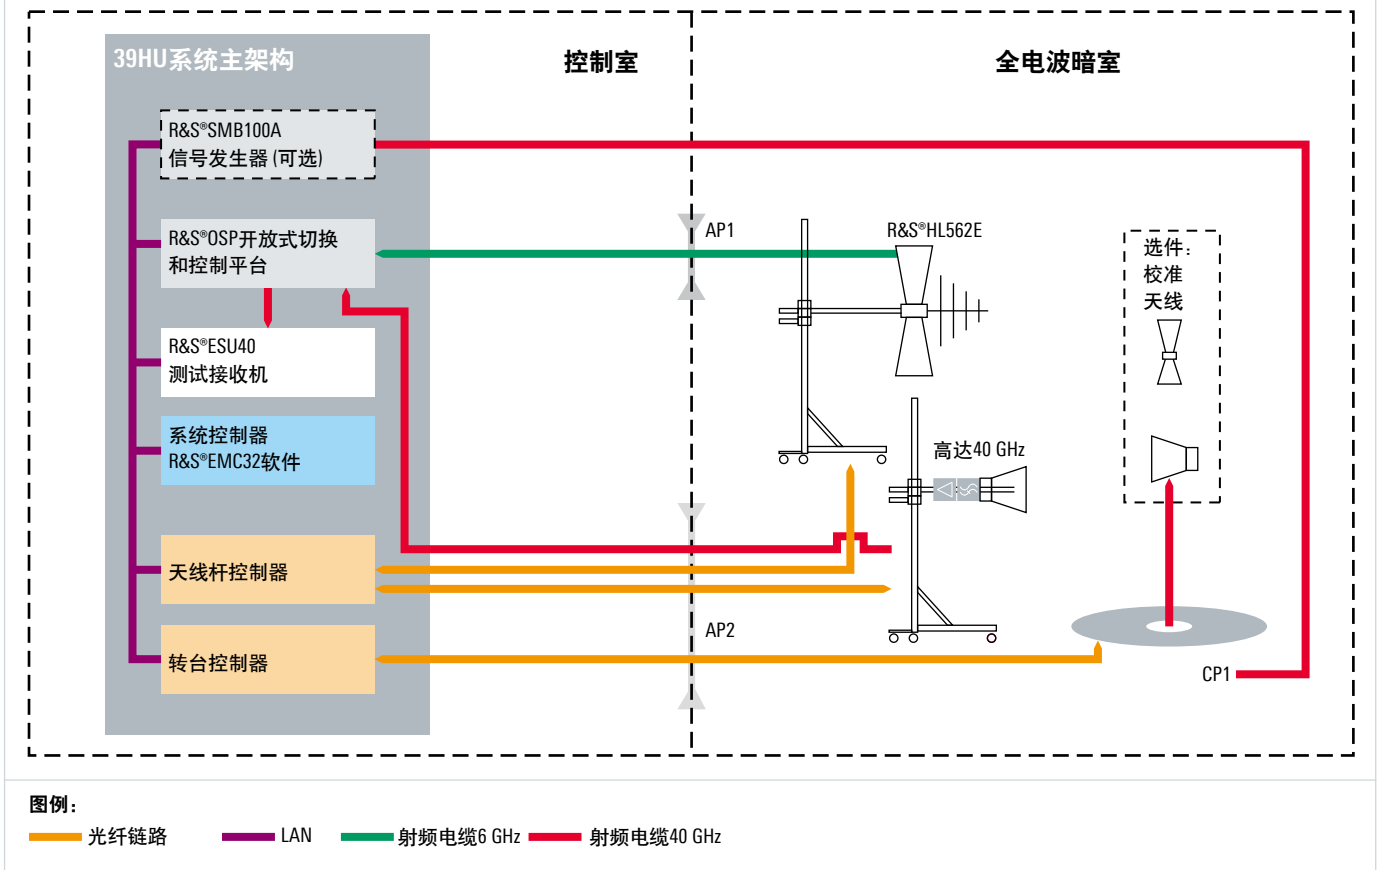 39HU系统主架构
控制室
全电波暗室
R&S®SMB100A
信号发生器 (可选)
R&S®OSP开放式切换
和控制平台
R&S®ESU40
测试接收机
系统控制器
R&S®EMC32软件
天线杆控制器
转台控制器
AP1
AP2
R&S®HL562E
高达40 GHz
选件：
校准
天线
CP1
图例：
光纤链路
LAN
射频电缆6 GHz
射频电缆40 GHz